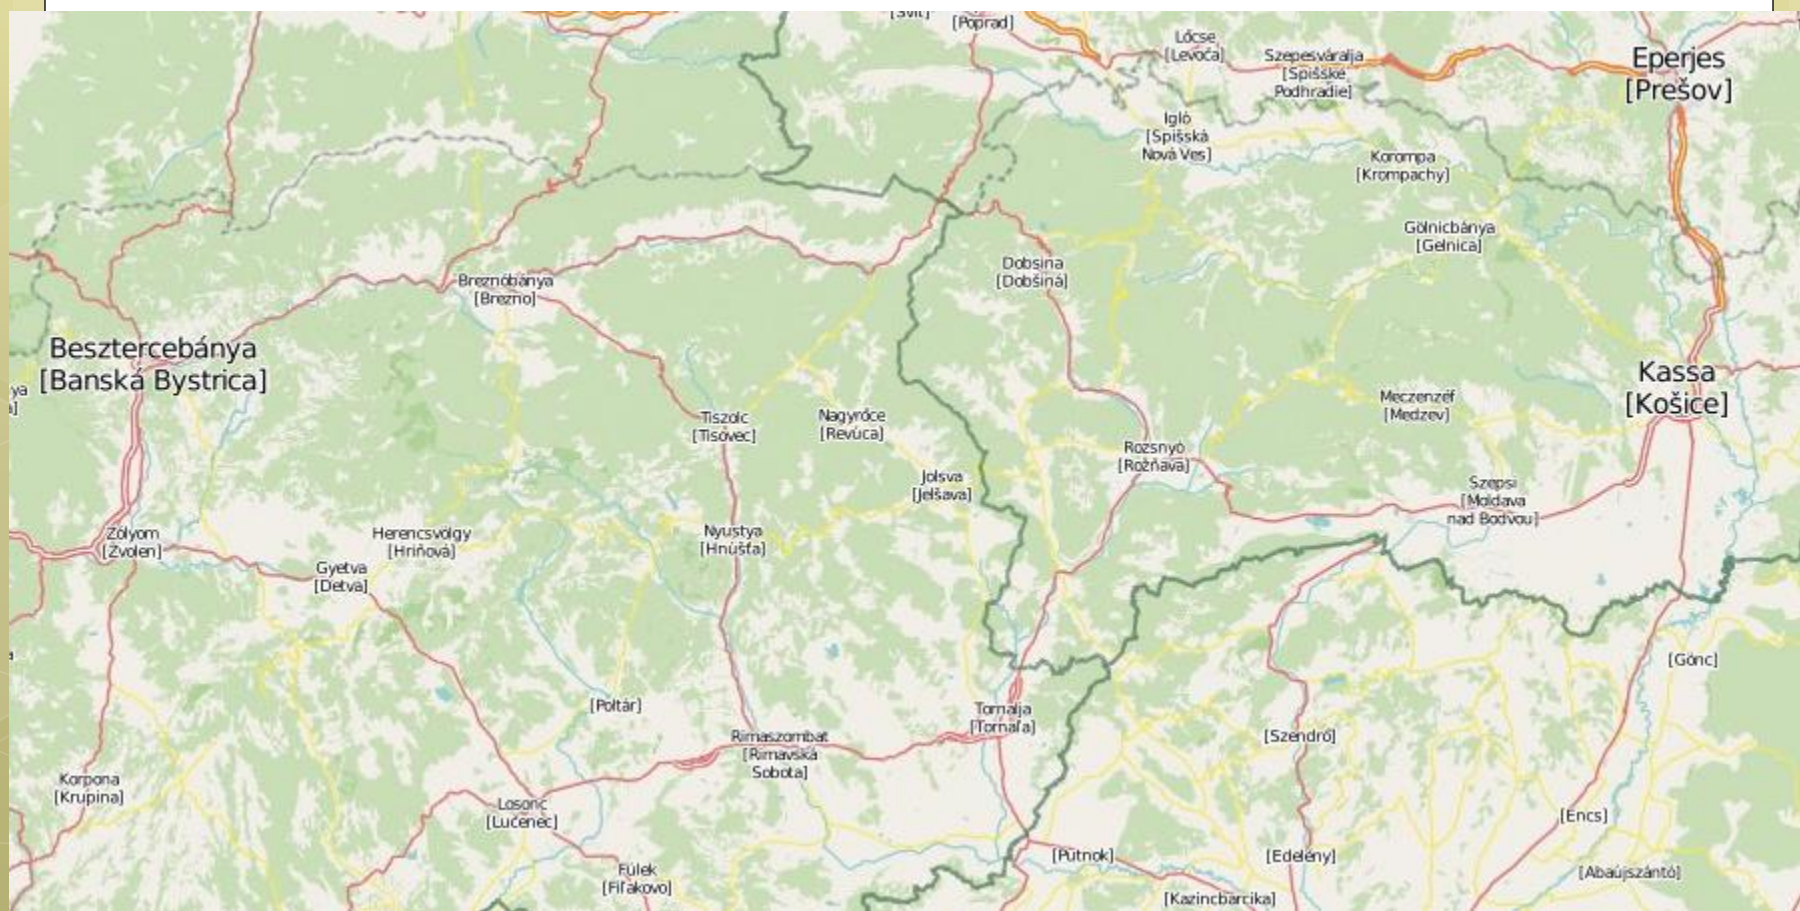 [Svit]
[Poprad]
Lőcse
[Levoča]
Szepesváralja
[Spišské
Podhradie]
Eperjes
[Prešov]
Igló
[Spišská
Nová Ves]
Korompa
[Krompachy]
Gölnicbánya
[Gelnica]
Dobsina
[Dobšiná]
Breznóbánya
[Brezno]
Besztercebánya
[Banská Bystrica]
ya
a]
Kassa
[Košice]
Meczenzéf
[Medzev]
Tiszolc
[Tisovec]
Nagyrőce
[Revúca]
Rozsnyó
[Rožňava]
Jolsva
[Jelšava]
Szepsi
[Moldava
nad Bodvou]
Zólyom
[Zvolen]
Herencsvölgy
[Hriňová]
Nyustya
[Hnúšťa]
Gyetva
[Detva]
a
[Gönc]
[Poltár]
Tornalja
[Tornaľa]
Rimaszombat
[Rimavská
Sobota]
[Szendrő]
Korpona
[Krupina]
Losonc
[Lučenec]
[Encs]
[Putnok]
[Edelény]
Fülek
[Fiľakovo]
[Abaújszántó]
[Kazincbarcika]